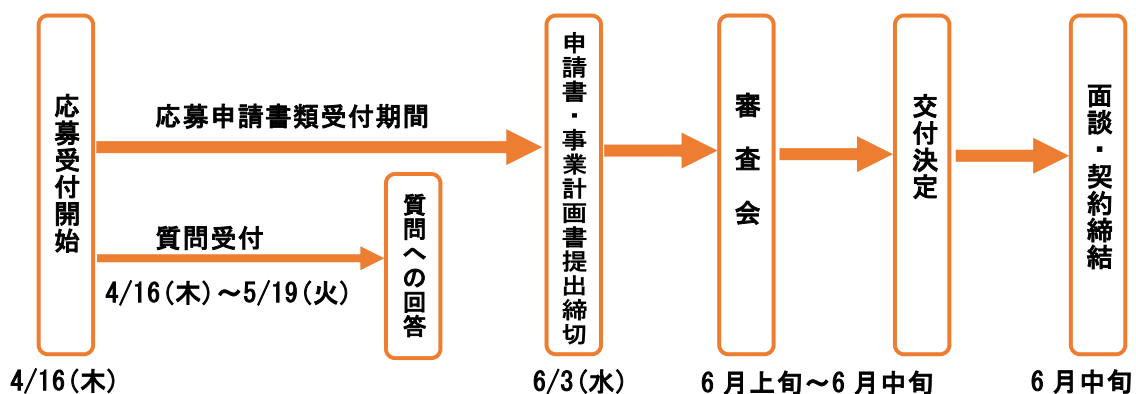 応募受付開始
4/16(木)
応募申請書類受付期間
質問受付
4/16(木)～5/19(火)
質問への回答
申請書・事業計画書提出締切
6/3(水)
審査会
交付決定
6月上旬～6月中旬
面談・契約締結
6月中旬